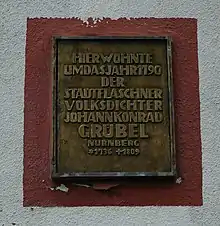 HIER WOHNTE
UM DAS JAHR 1790
DER
STADTFLASCHNER
VOLKSDICHTER
JOHANN KONRAD
GRÜBEL
NÜRNBERG
*1736 +1809